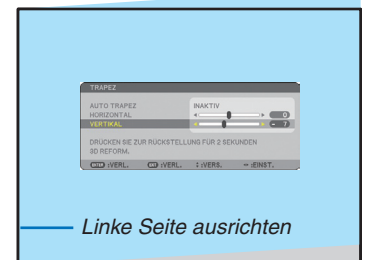 TRAPEZ
AUTO TRAPEZ INAKTIV
HORIZONTAL 0
VERTIKAL - 7
DRÜCKEN SIE ZUR RÜCKSTELLUNG FÜR 2 SEKUNDEN
3D REFORM.
:VERL. :VERL. :VERS. :EINST.
Linke Seite ausrichten